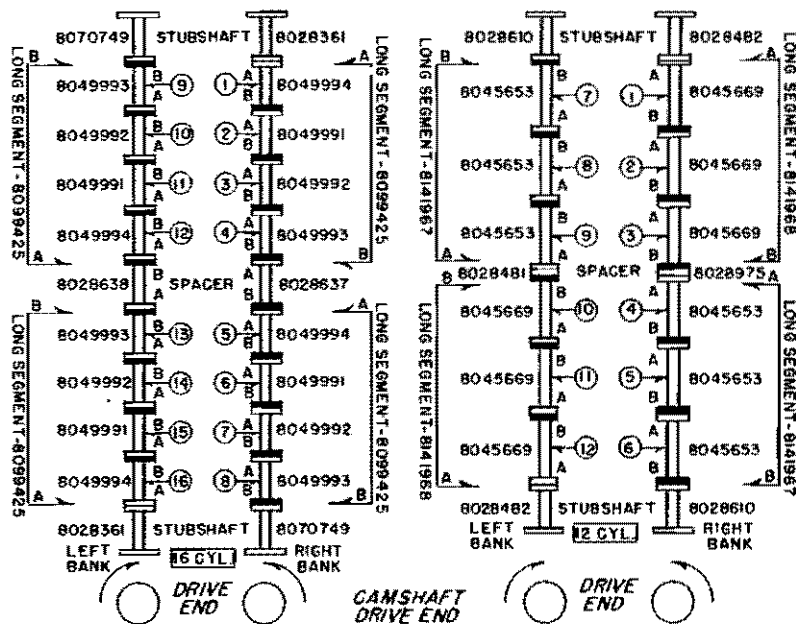 8070749 STUBSHAFT 8028361
B A
LONG SEGMENT-8099425
LONG SEGMENT-8099425
8049993 B A 9 1 A B 8049994
8049992 B A 10 2 A B 8049991
8049991 B A 11 3 A B 8049992
8049994 B A 12 4 A B 8049993
A B
8028638 SPACER 8028637
B A
LONG SEGMENT-8099425
LONG SEGMENT-8099425
8049993 B A 13 5 A B 8049994
8049992 B A 14 6 A B 8049991
8049991 B A 15 7 A B 8049992
8049994 B A 16 8 A B 8049993
A B
8028361 STUBSHAFT 8070749
LEFT BANK 16 CYL. RIGHT BANK
DRIVE END
8028610 STUBSHAFT 8028482
B A
LONG SEGMENT-8141967
LONG SEGMENT-8141968
8045653 B A 7 1 A B 8045669
8045653 B A 8 2 A B 8045669
8045653 B A 9 3 A B 8045669
A B
8028481 SPACER 8028975
B A
LONG SEGMENT-8141968
LONG SEGMENT-8141967
8045669 B A 10 4 A B 8045653
8045669 B A 11 5 A B 8045653
8045669 B A 12 6 A B 8045653
A B
8028482 STUBSHAFT 8028610
LEFT BANK 12 CYL. RIGHT BANK
DRIVE END
CAMSHAFT
DRIVE END